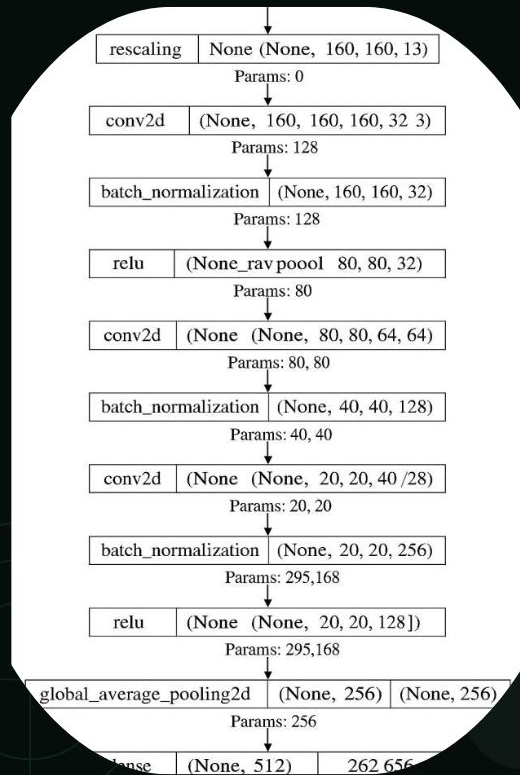 rescaling None (None, 160, 160, 13)
Params: 0
conv2d (None, 160, 160, 160, 32 3)
Params: 128
batch_normalization (None, 160, 160, 32)
Params: 128
relu (None_rav poool 80, 80, 32)
Params: 80
conv2d (None (None, 80, 80, 64, 64)
Params: 80, 80
batch_normalization (None, 40, 40, 128)
Params: 40, 40
conv2d (None (None, 20, 20, 40 /28)
Params: 20, 20
batch_normalization (None, 20, 20, 256)
Params: 295,168
relu (None (None, 20, 20, 128])
Params: 295,168
global_average_pooling2d (None, 256) (None, 256)
Params: 256
(None, 512) 262 656